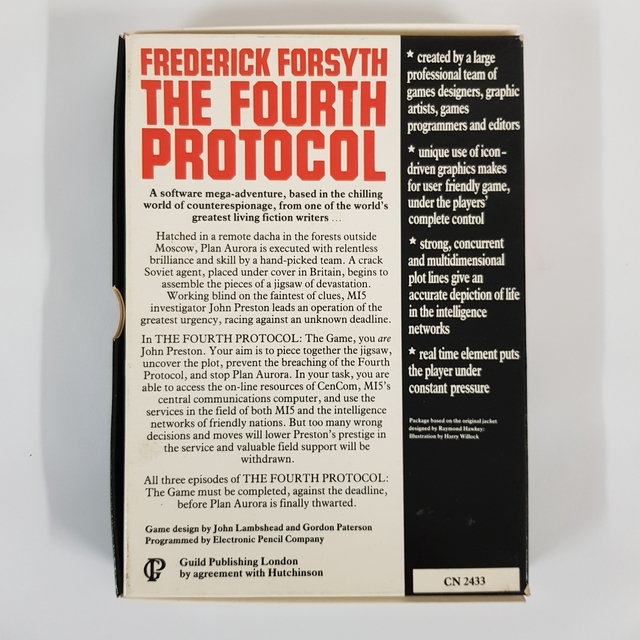 FREDERICK FORSYTH
THE FOURTH
PROTOCOL
A software mega-adventure, based in the chilling
world of counterespionage, from one of the world's
greatest living fiction writers ...
Hatched in a remote dacha in the forests outside
Moscow, Plan Aurora is executed with relentless
brilliance and skill by a hand-picked team. A crack
Soviet agent, placed under cover in Britain, begins to
assemble the pieces of a jigsaw of devastation.
Working blind on the faintest of clues, MI5
investigator John Preston leads an operation of the
greatest urgency, racing against an unknown deadline.
In THE FOURTH PROTOCOL: The Game, you are
John Preston. Your aim is to piece together the jigsaw,
uncover the plot, prevent the breaching of the Fourth
Protocol, and stop Plan Aurora. In your task, you are
able to access the on-line resources of CenCom, MI5's
central communications computer, and use the
services in the field of both MI5 and the intelligence
networks of friendly nations. But too many wrong
decisions and moves will lower Preston's prestige in
the service and valuable field support will be
withdrawn.
All three episodes of THE FOURTH PROTOCOL:
The Game must be completed, against the deadline,
before Plan Aurora is finally thwarted.
Game design by John Lambshead and Gordon Paterson
Programmed by Electronic Pencil Company
GP
Guild Publishing London
by agreement with Hutchinson
* created by a large
professional team of
games designers, graphic
artists, games
programmers and editors
* unique use of icon-
driven graphics makes
for user friendly game,
under the players'
complete control
* strong, concurrent
and multidimensional
plot lines give an
accurate depiction of life
in the intelligence
networks
* real time element puts
the player under
constant pressure
Package based on the original jacket
designed by Raymond Hawkey:
Illustration by Harry Willock
CN 2433